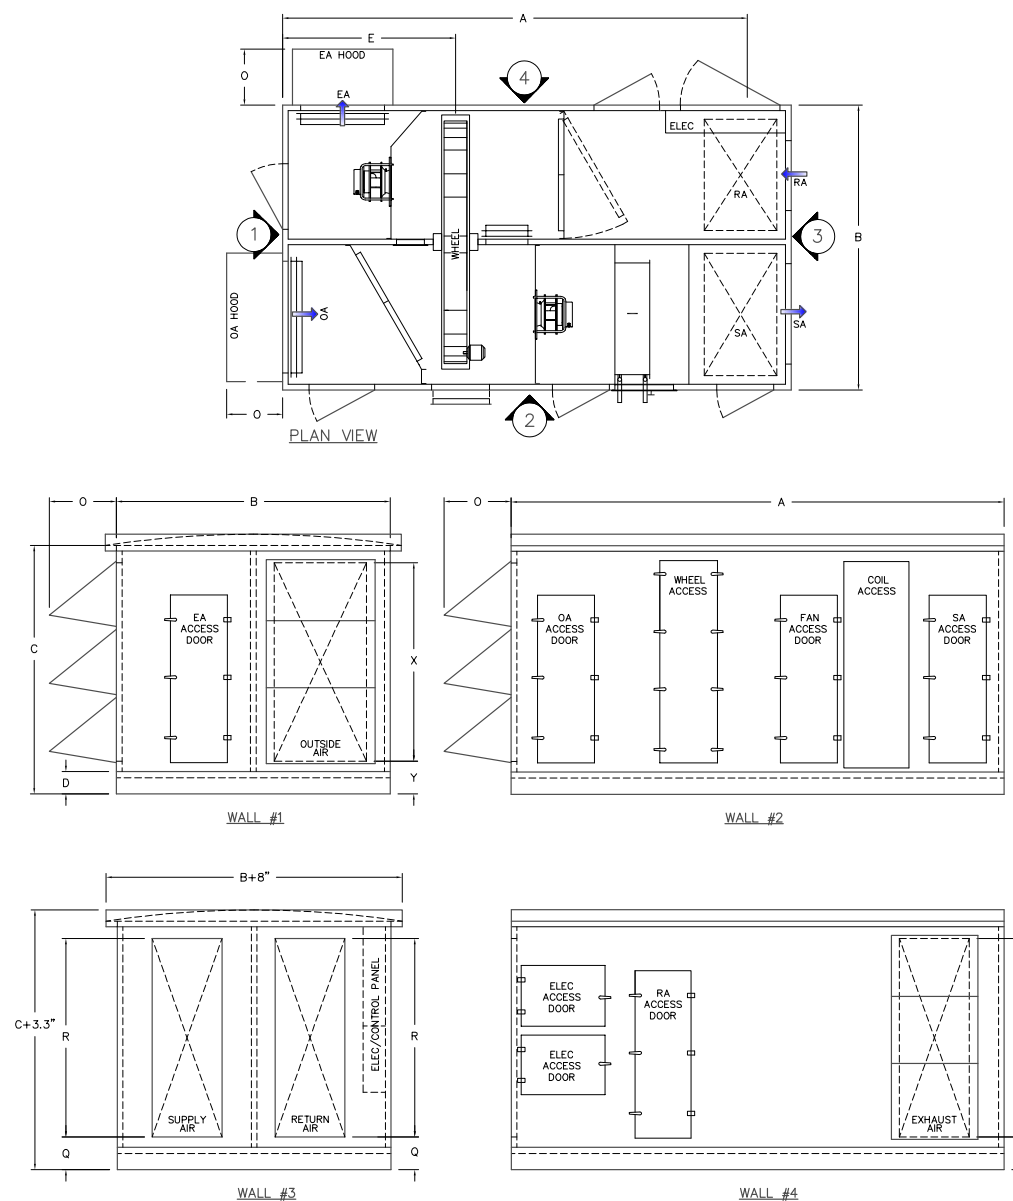 A
E
EA HOOD
O
EA
4
ELEC
RA
RA
1
WHEEL
3
B
OA HOOD
OA
SA
SA
O
2
PLAN VIEW
O
B
O
A
EA
ACCESS
DOOR
C
X
OUTSIDE
AIR
D
Y
WALL #1
OA
ACCESS
DOOR
WHEEL
ACCESS
FAN
ACCESS
DOOR
COIL
ACCESS
SA
ACCESS
DOOR
WALL #2
B+8"
C+3.3"
R
ELEC/CONTROL PANEL
R
SUPPLY
AIR
RETURN
AIR
Q
Q
WALL #3
ELEC
ACCESS
DOOR
ELEC
ACCESS
DOOR
RA
ACCESS
DOOR
EXHAUST
AIR
WALL #4